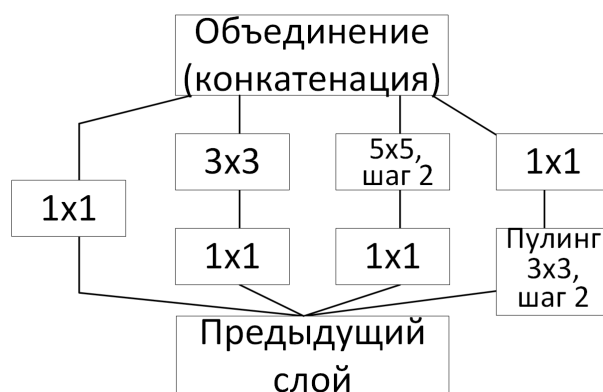 Объединение
(конкатенация)
3x3
5x5,
шаг 2
1x1
1x1
1x1
1x1
Пулинг
3x3,
шаг 2
Предыдущий
слой